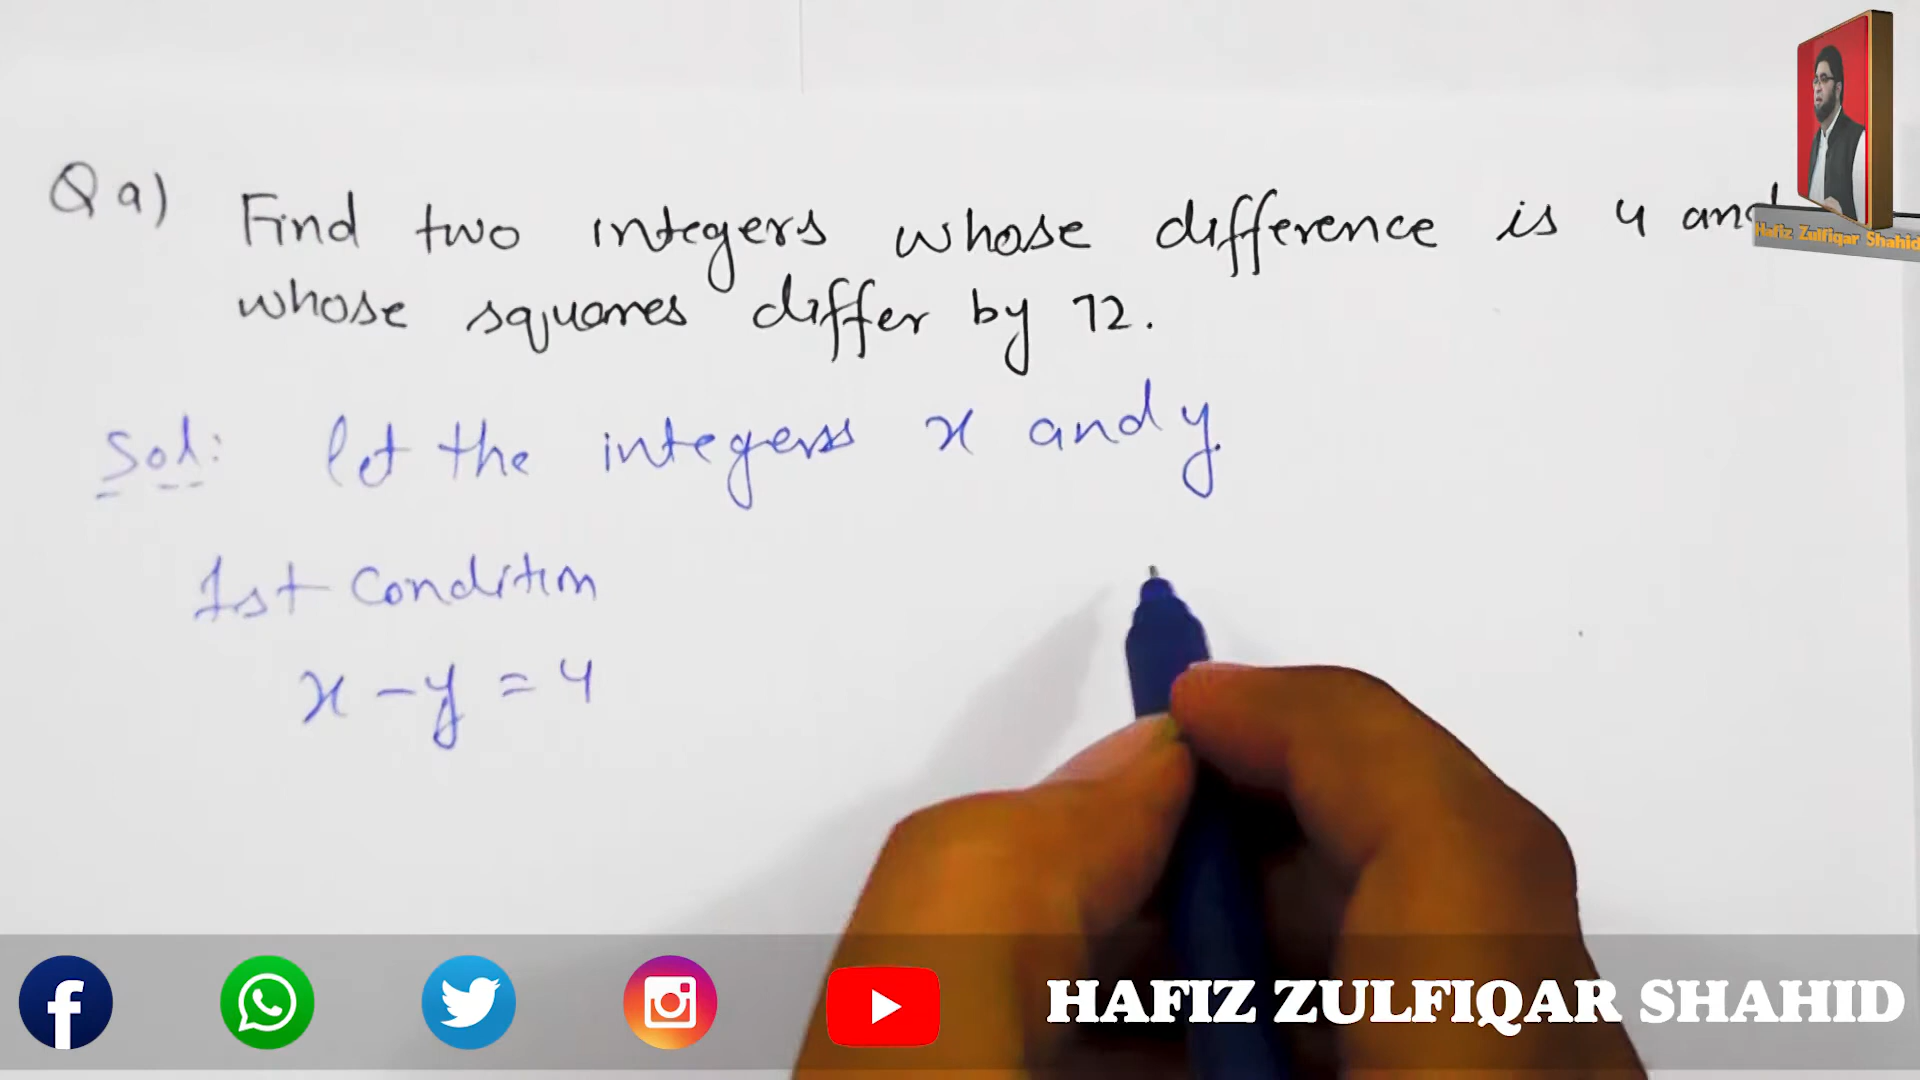 Q a) Find two integers whose difference is 4 and
whose squares differ by 72.
Sol: let the integers x and y
1st Condition
x - y = 4
Hafiz Zulfiqar Shahid
HAFIZ ZULFIQAR SHAHID